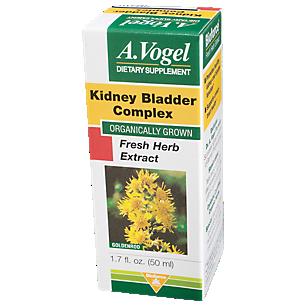 A.Vogel
DIETARY SUPPLEMENT
Kidney Bladder
Complex
ORGANICALLY GROWN
Fresh Herb
Extract
GOLDENROD
1.7 fl. oz. (50 ml)